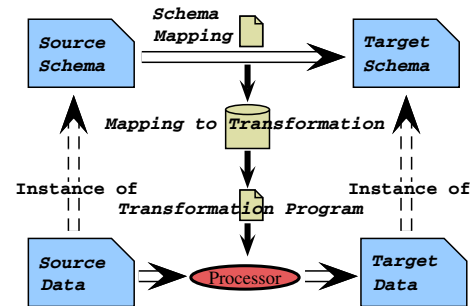 Schema
Mapping
Source
Schema
Target
Schema
Mapping to Transformation
Instance of
Instance of
Transformation Program
Source
Data
Processor
Target
Data